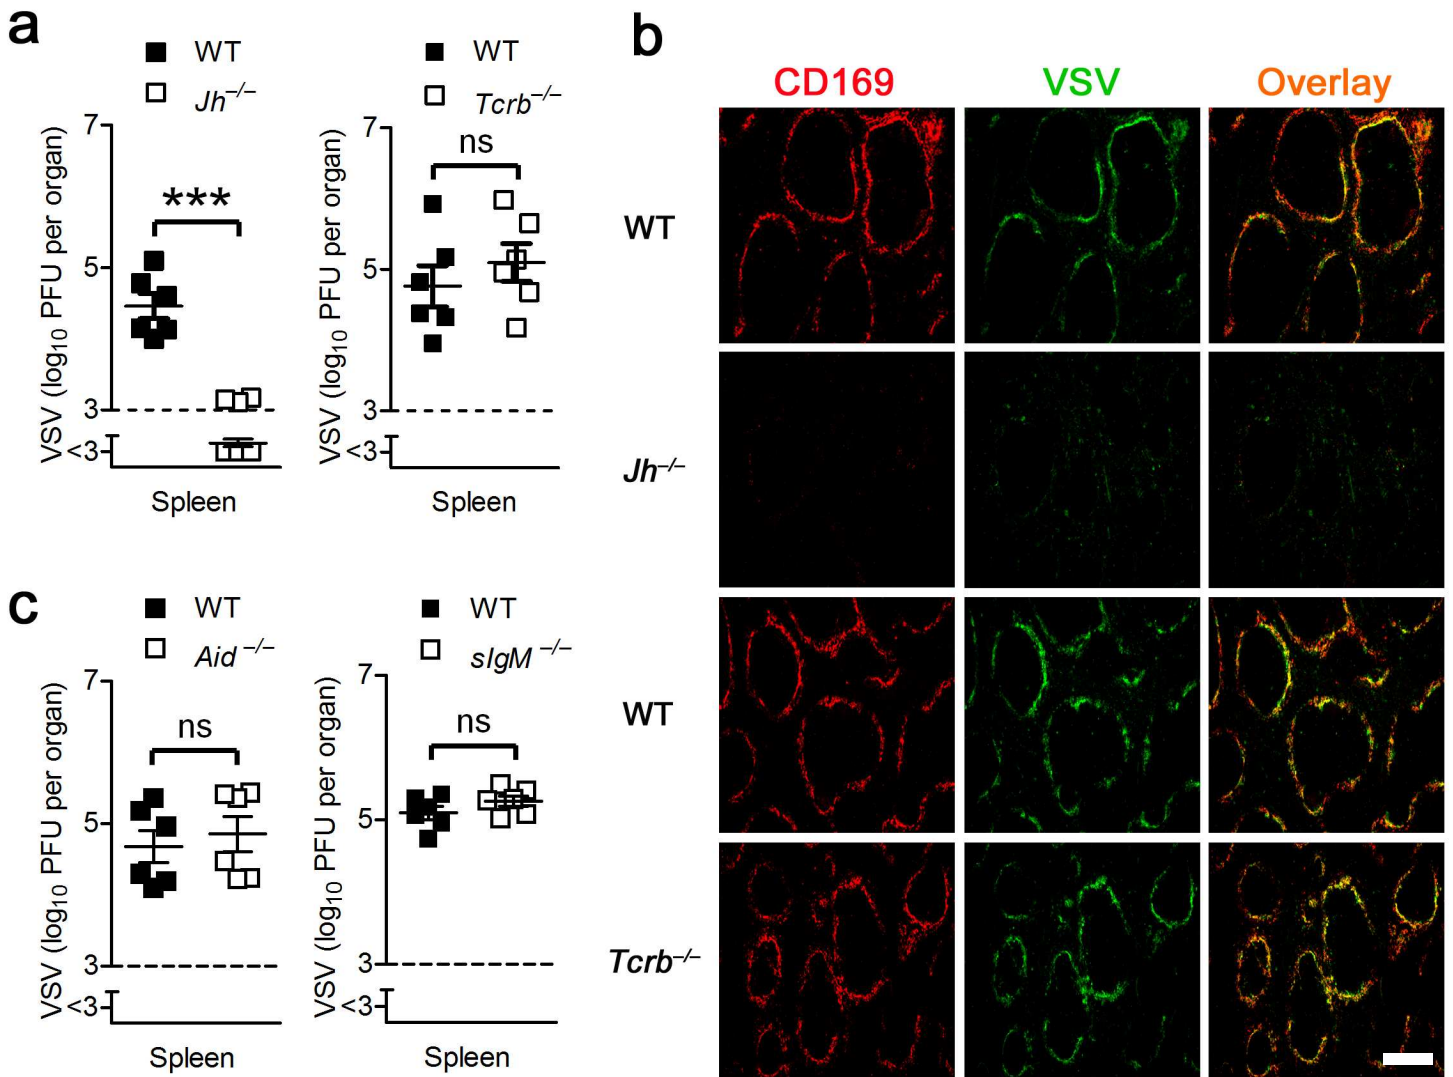 a
WT
Jh–/–
7
5
3
<3
VSV (log10 PFU per organ)
***
Spleen
WT
Tcrb–/–
7
5
3
<3
VSV (log10 PFU per organ)
ns
Spleen
b
CD169
VSV
Overlay
WT
Jh–/–
WT
Tcrb–/–
c
WT
Aid –/–
7
5
3
<3
VSV (log10 PFU per organ)
ns
Spleen
WT
sIgM –/–
7
5
3
<3
VSV (log10 PFU per organ)
ns
Spleen